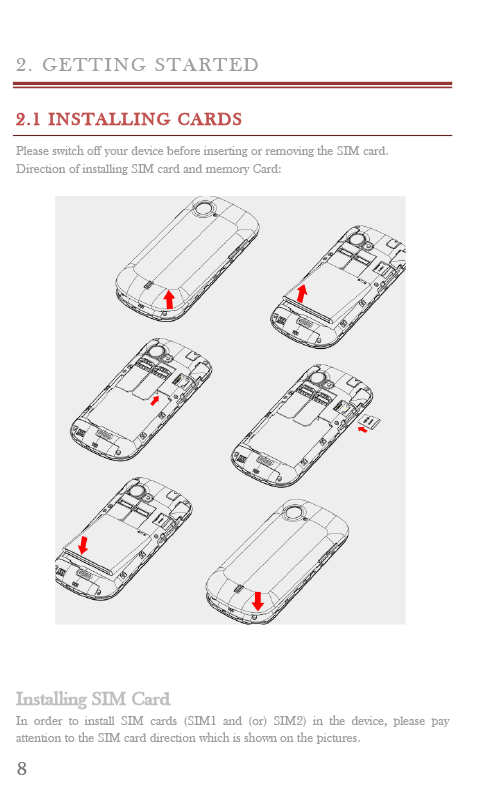 2. GETTING STARTED
2.1 INSTALLING CARDS
Please switch off your device before inserting or removing the SIM card.
Direction of installing SIM card and memory Card:
Installing SIM Card
In order to install SIM cards (SIM1 and (or) SIM2) in the device, please pay
attention to the SIM card direction which is shown on the pictures.
8